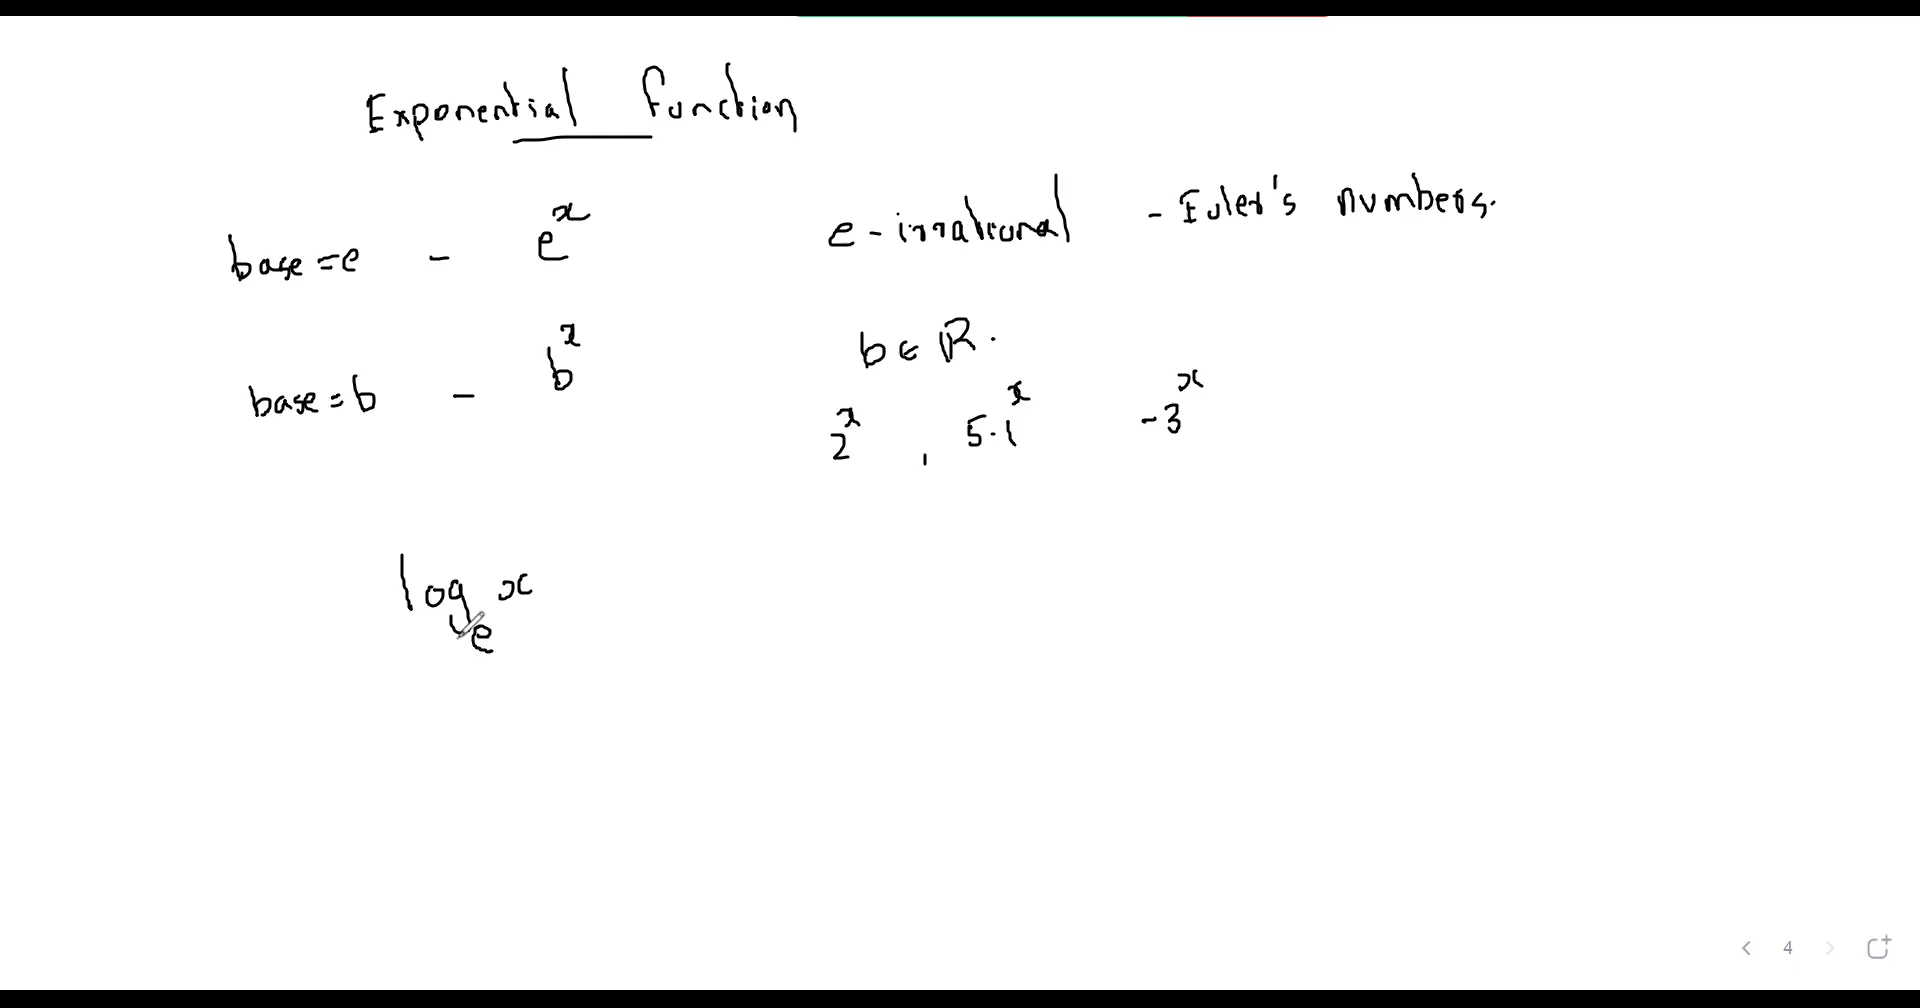 Exponential function
base = e - e^x e - irrational - Euler's numbers.
base = b - b^x b ∈ ℝ.
2^x , 5.1^x -3^x
log_e x
4